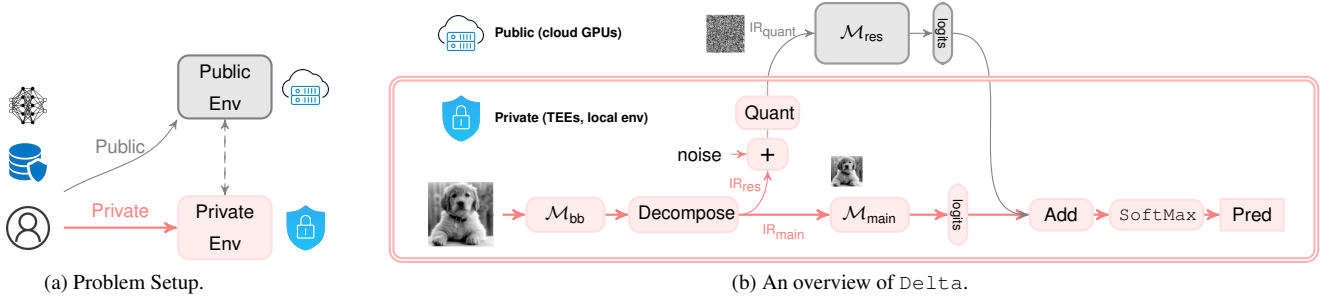 Public
Env
Public
Private
Private
Env
(a) Problem Setup.
Public (cloud GPUs)
IRquant
Mres
logits
Private (TEEs, local env)
Quant
noise
+
IRres
Mbb
Decompose
IRmain
Mmain
logits
Add
SoftMax
Pred
(b) An overview of Delta.